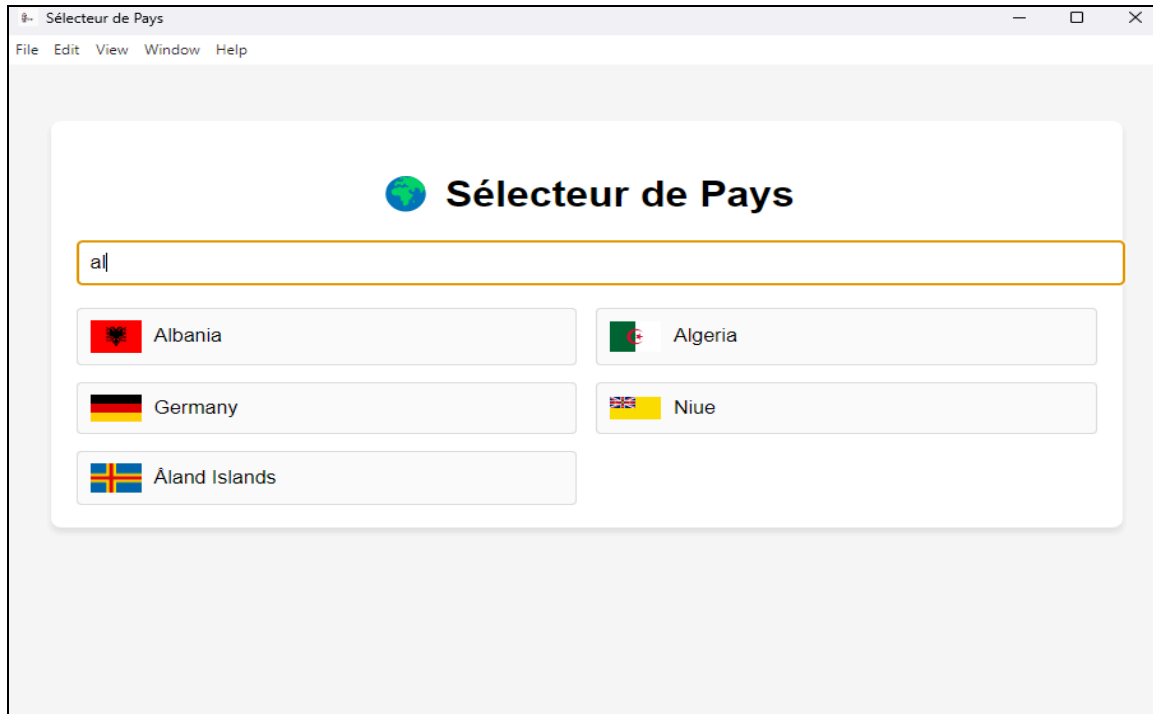 Sélecteur de Pays
File Edit View Window Help
Sélecteur de Pays
al
Albania
Algeria
Germany
Niue
Åland Islands